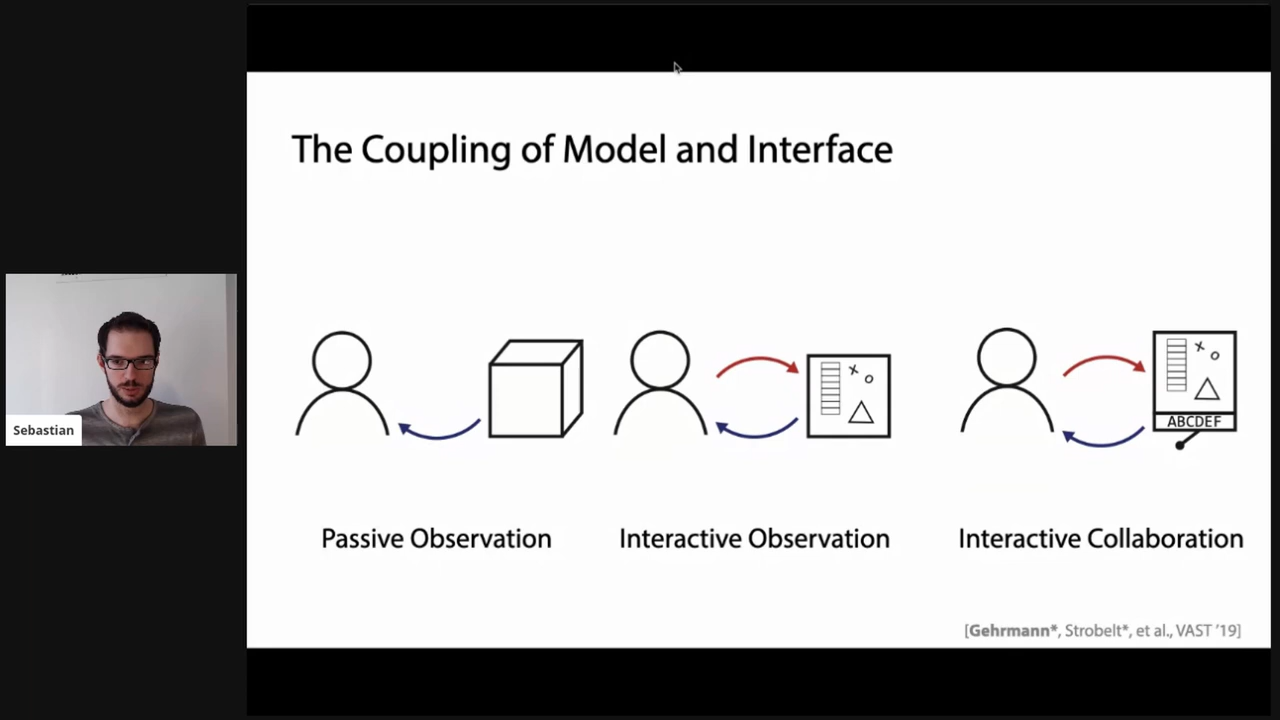 The Coupling of Model and Interface
Sebastian
ABCDEF
Passive Observation
Interactive Observation
Interactive Collaboration
[Gehrmann*, Strobelt*, et al., VAST '19]